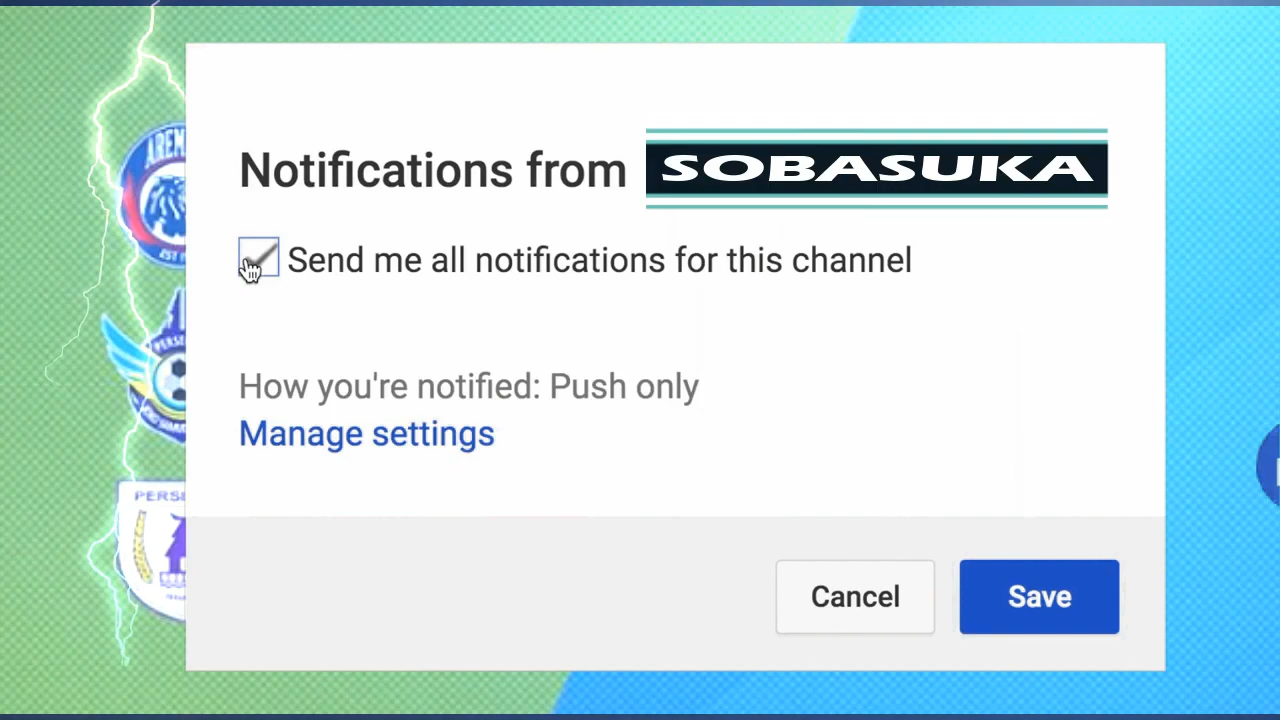 Notifications from SOBASUKA
Send me all notifications for this channel
How you're notified: Push only
Manage settings
Cancel
Save